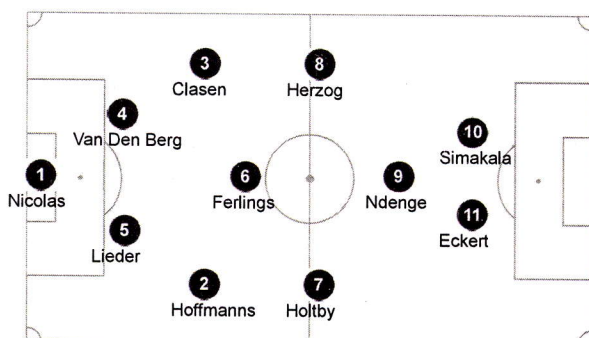 3
Clasen
8
Herzog
4
Van Den Berg
10
Simakala
1
Nicolas
6
Ferlings
9
Ndenge
5
Lieder
11
Eckert
2
Hoffmanns
7
Holtby